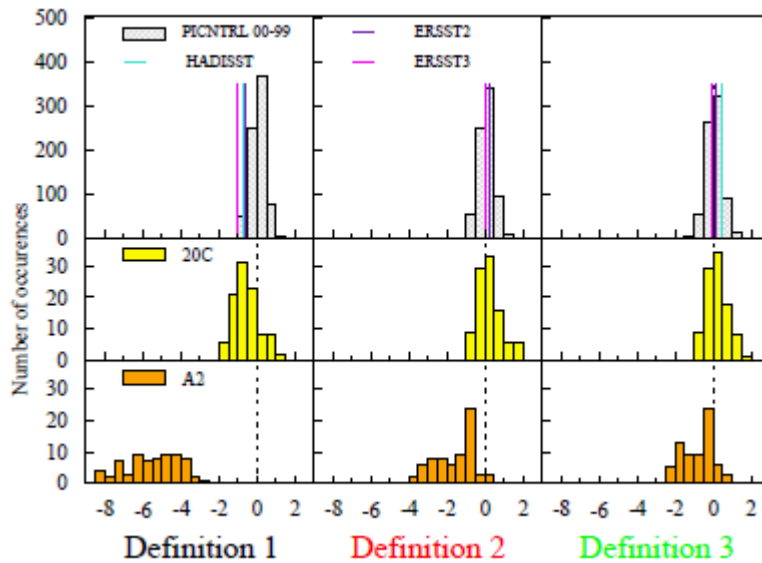 500
PICNTRL 00-99
ERSST2
400
HADISST
ERSST3
300
200
100
0
Number of occurences
30
20C
20
10
0
30
A2
20
10
0
-8 -6 -4 -2 0 2 -8 -6 -4 -2 0 2 -8 -6 -4 -2 0 2
Definition 1 Definition 2 Definition 3